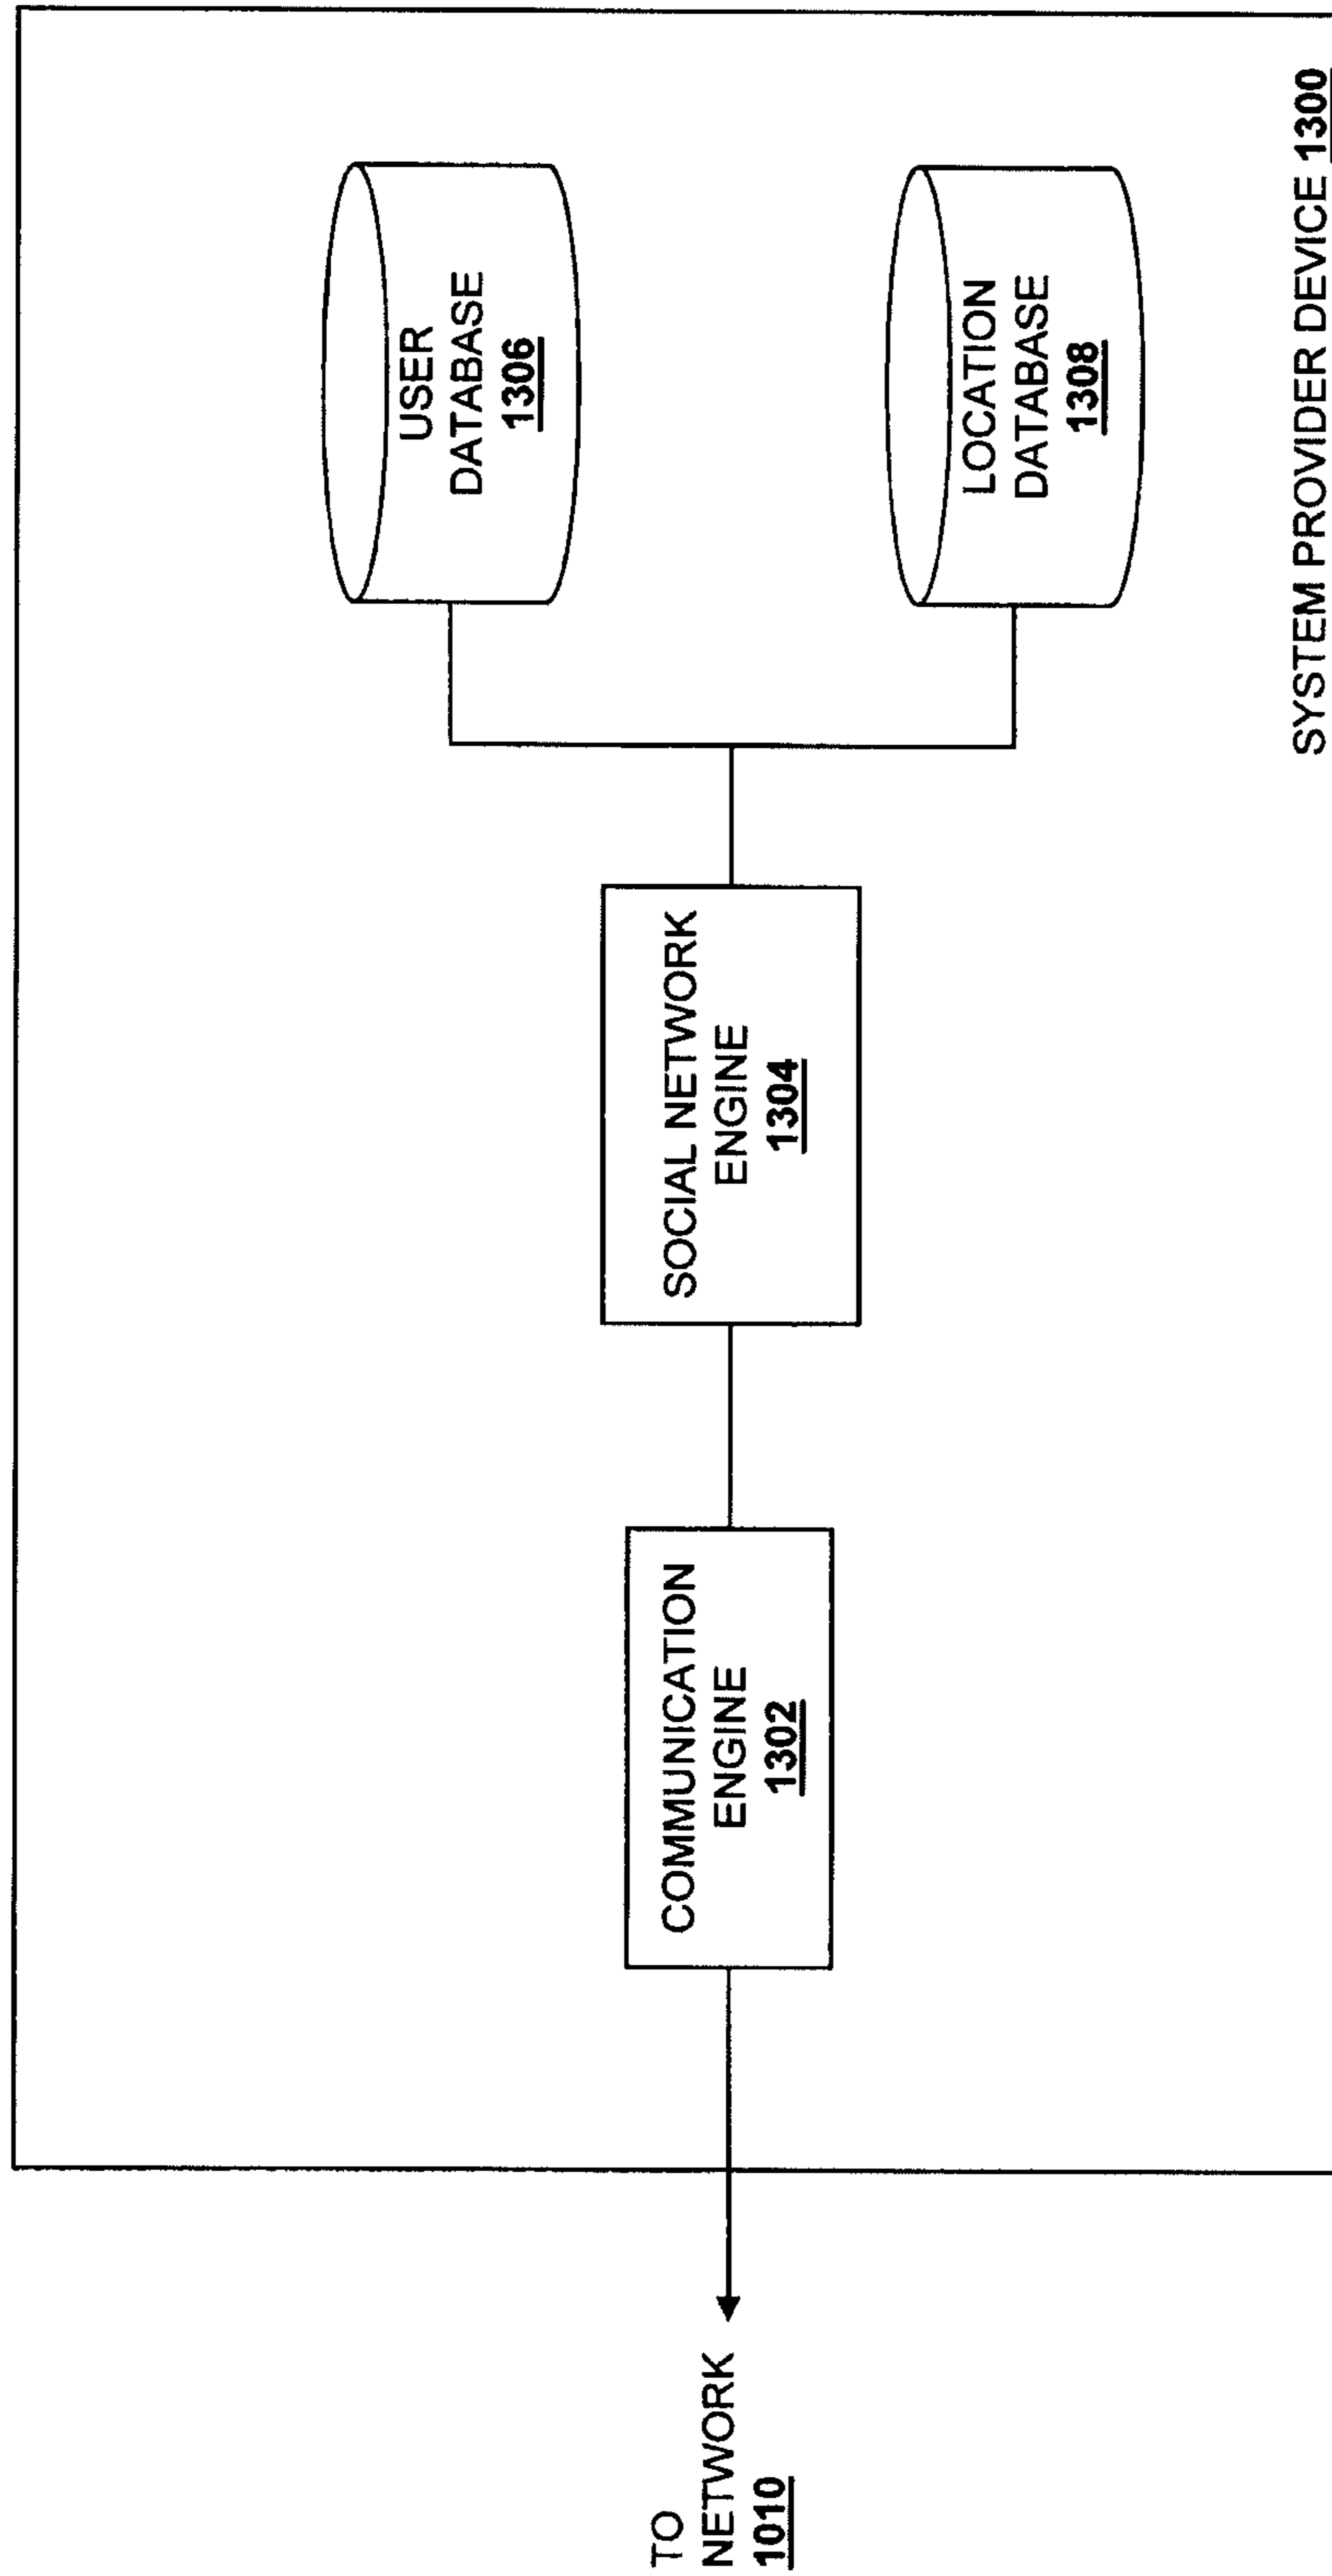 TO
NETWORK
1010
COMMUNICATION
ENGINE
1302
SOCIAL NETWORK
ENGINE
1304
USER
DATABASE
1306
LOCATION
DATABASE
1308
SYSTEM PROVIDER DEVICE 1300